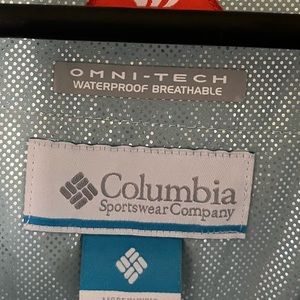 OMNI-TECH
WATERPROOF BREATHABLE
Columbia
Sportswear Company